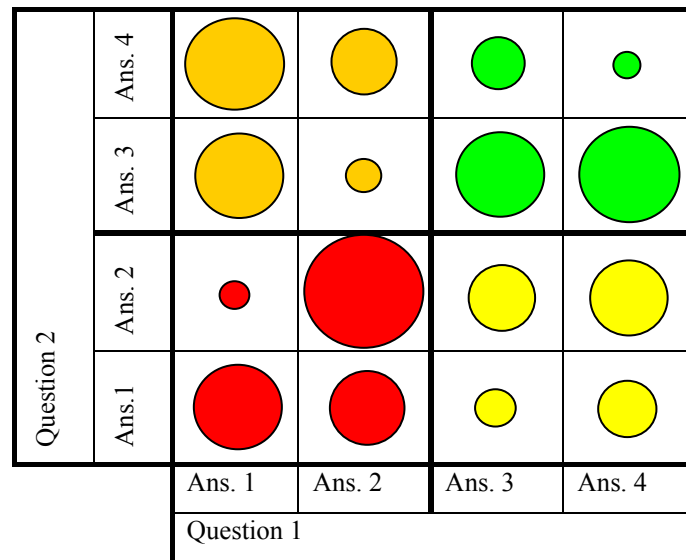 Question 2
Ans. 4
Ans. 3
Ans. 2
Ans.1
Ans. 1
Ans. 2
Ans. 3
Ans. 4
Question 1